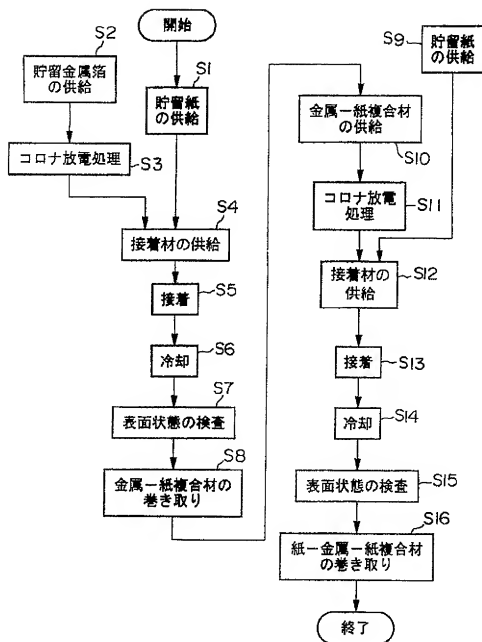 開始
S2
貯留金属箔
の供給
S1
貯留紙
の供給
コロナ放電処理
S3
S4
接着材の供給
S5
接着
S6
冷却
S7
表面状態の検査
S8
金属ー紙複合材の
巻き取り
S9
貯留紙
の供給
金属ー紙複合材
の供給
S10
コロナ放電
処理
S11
接着材の
供給
S12
接着
S13
冷却
S14
表面状態の検査
S15
S16
紙ー金属ー紙複合材
の巻き取り
終了